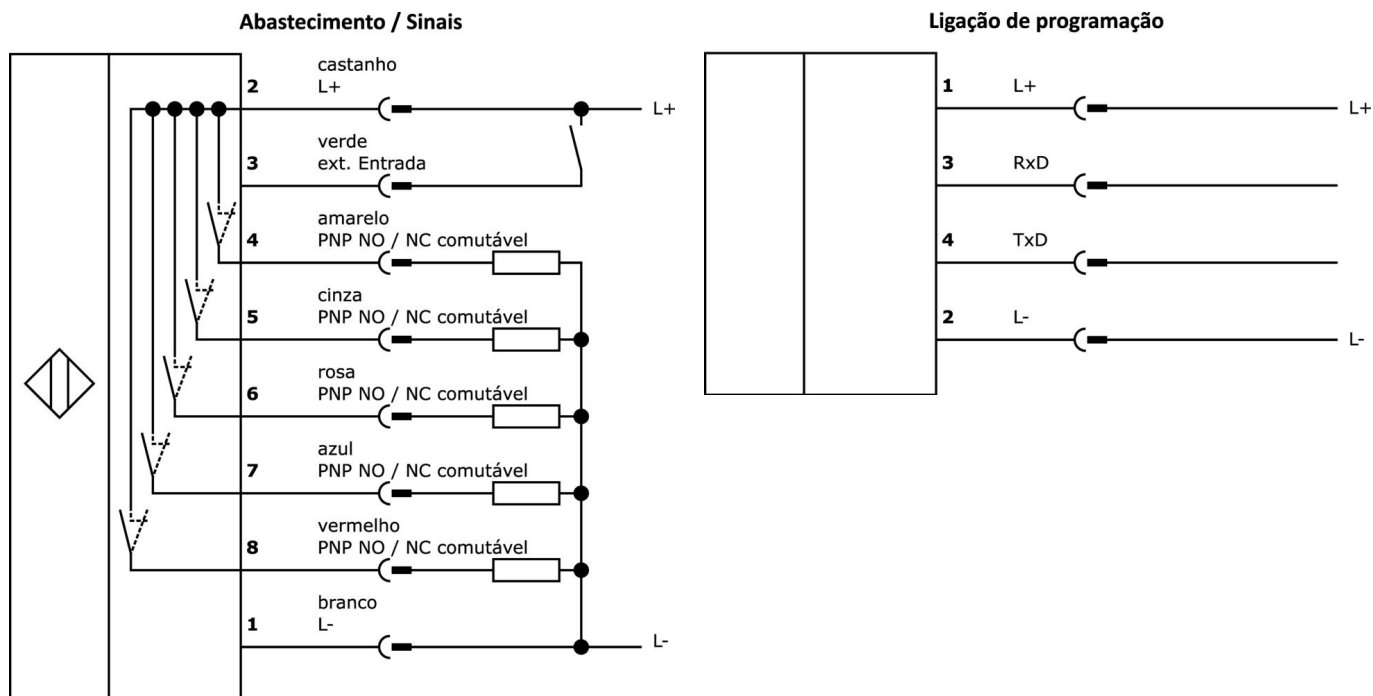 Abastecimento / Sinais
castanho
2 L+
L+
verde
3 ext. Entrada
amarelo
4 PNP NO / NC comutável
cinza
5 PNP NO / NC comutável
rosa
6 PNP NO / NC comutável
azul
7 PNP NO / NC comutável
vermelho
8 PNP NO / NC comutável
branco
1 L-
L-
Ligação de programação
1 L+
L+
3 RxD
4 TxD
2 L-
L-